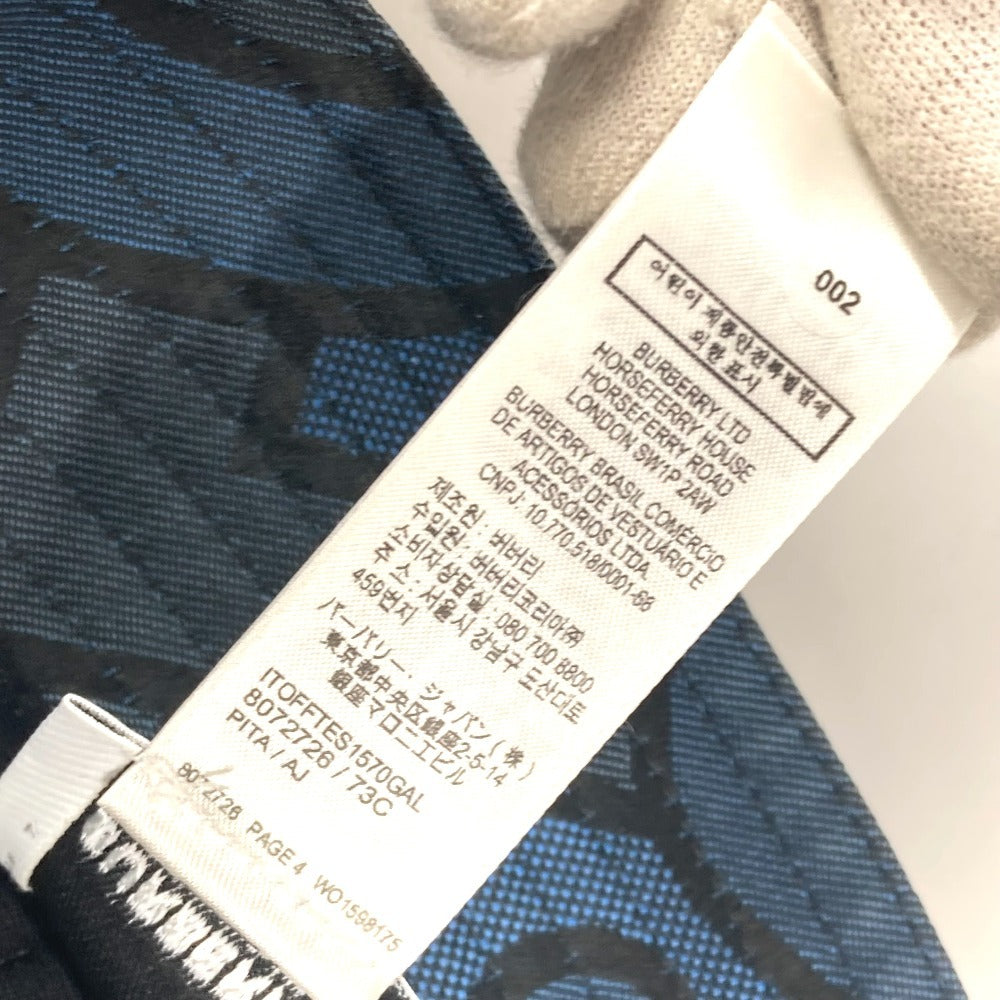 002
어린이 제품안전특별법에
의한 표시
BURBERRY LTD
HORSEFERRY HOUSE
HORSEFERRY ROAD
LONDON SW1P 2AW
BURBERRY BRASIL COMÉRCIO
DE ARTIGOS DE VESTUÁRIO E
ACESSÓRIOS LTDA
CNPJ: 10.770.518/0001-66
제조원: 버버리
수입원: 버버리코리아㈜
소비자상담실: 080 700 8800
주 소: 서울시 강남구 도산대로
459번지
バーバリー・ジャパン(株)
東京都中央区銀座2-5-14
銀座マロニエビル
ITOFFTES1570GAL
8072726 / 73C
PITA / AJ
8072726 PAGE 4 WO1598175